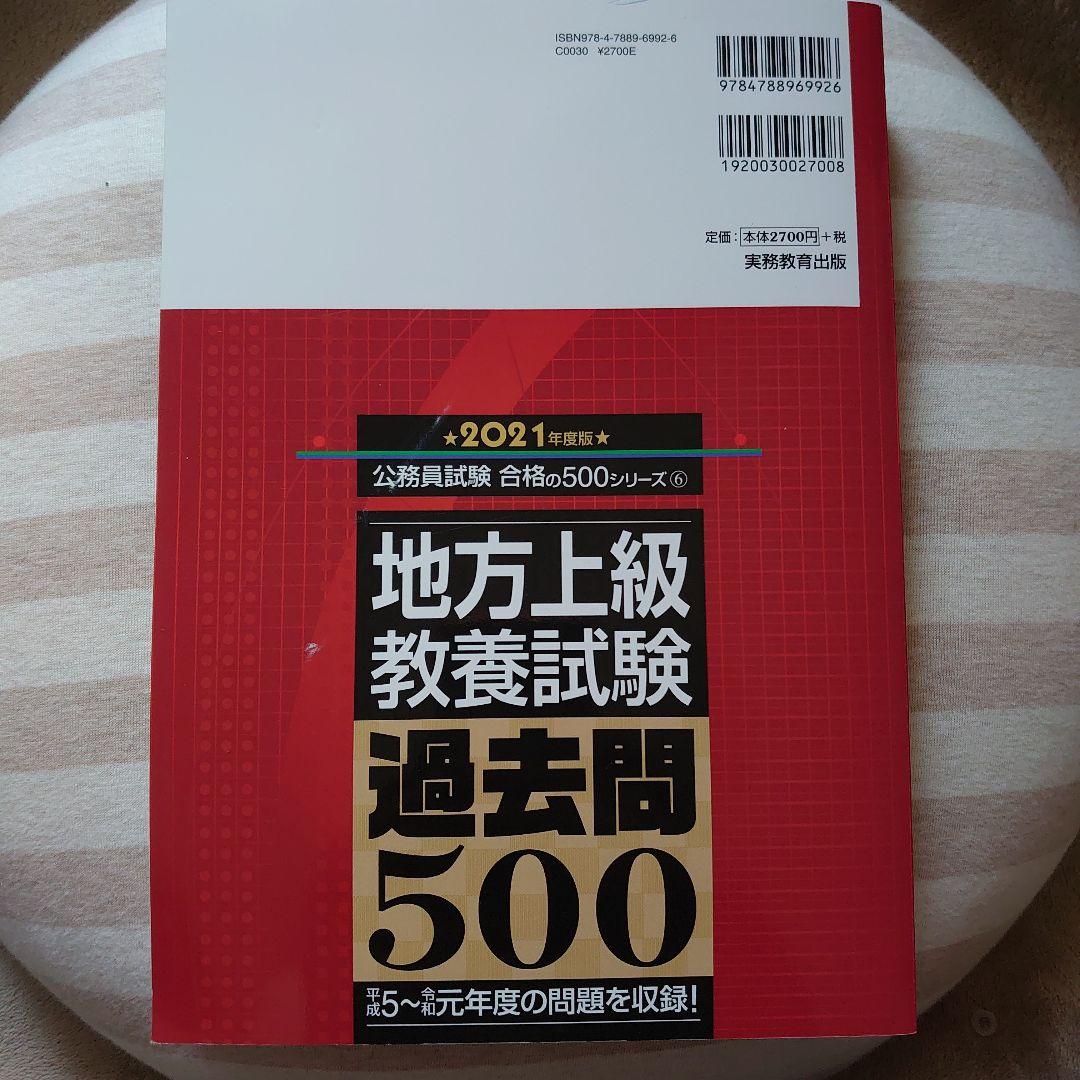 ISBN978-4-7889-6992-6
C0030 ¥2700E
9784788969926
1920030027008
定価：本体2700円＋税
実務教育出版
★2021年度版★
公務員試験 合格の500シリーズ⑥
地方上級
教養試験
過去問
500
平成5〜令和元年度の問題を収録！